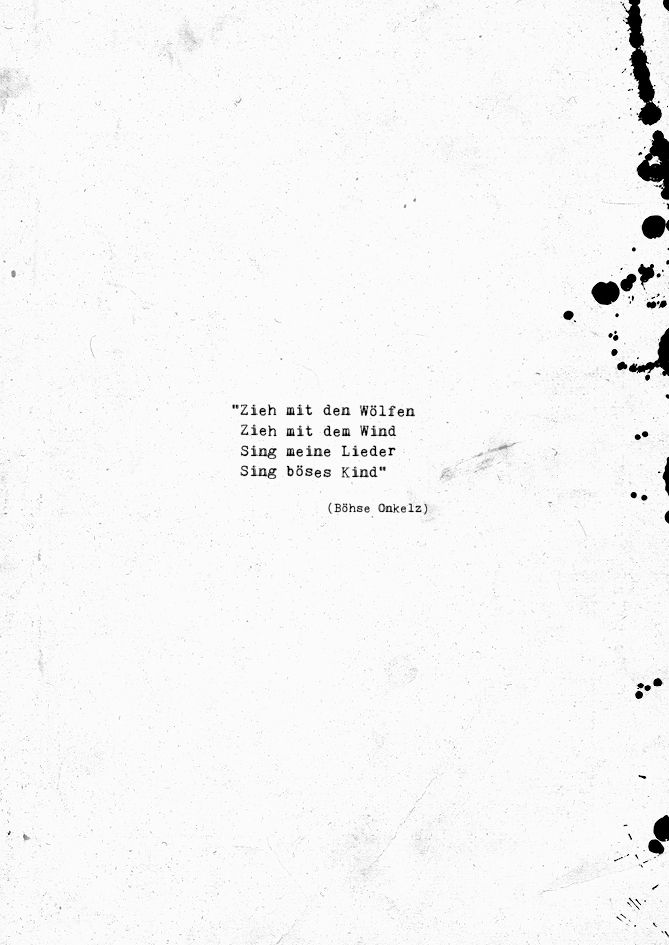 "Zieh mit den Wölfen
Zieh mit dem Wind
Sing meine Lieder
Sing böses Kind"
(Böhse Onkelz)